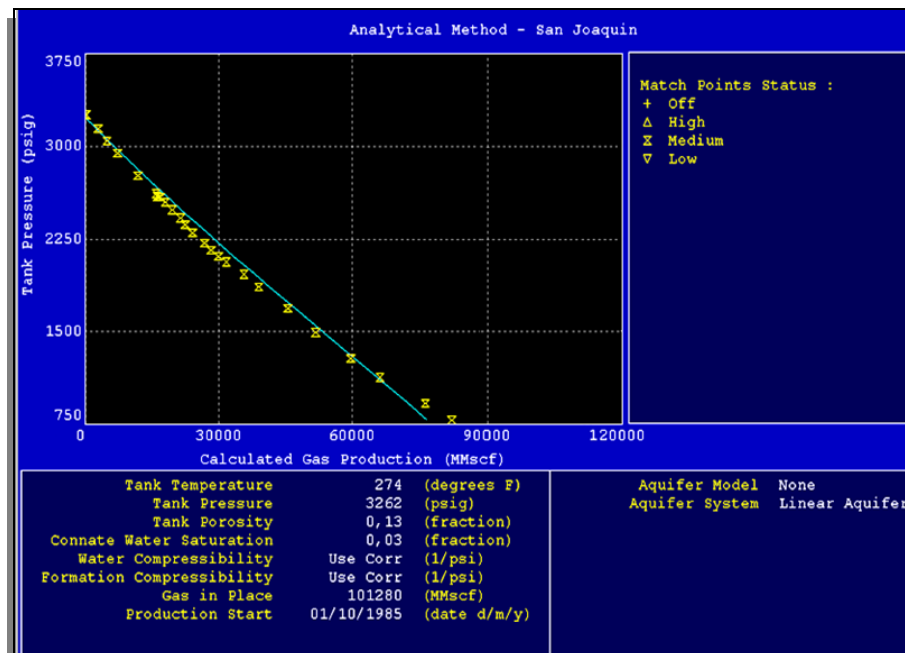 Analytical Method - San Joaquin
3750
3000
2250
1500
750
Tank Pressure (psig)
0 30000 60000 90000 120000
Calculated Gas Production (MMscf)
Match Points Status :
+ Off
△ High
⧖ Medium
▽ Low
Tank Temperature 274 (degrees F)
Tank Pressure 3262 (psig)
Tank Porosity 0,13 (fraction)
Connate Water Saturation 0,03 (fraction)
Water Compressibility Use Corr (1/psi)
Formation Compressibility Use Corr (1/psi)
Gas in Place 101280 (MMscf)
Production Start 01/10/1985 (date d/m/y)
Aquifer Model None
Aquifer System Linear Aquifer